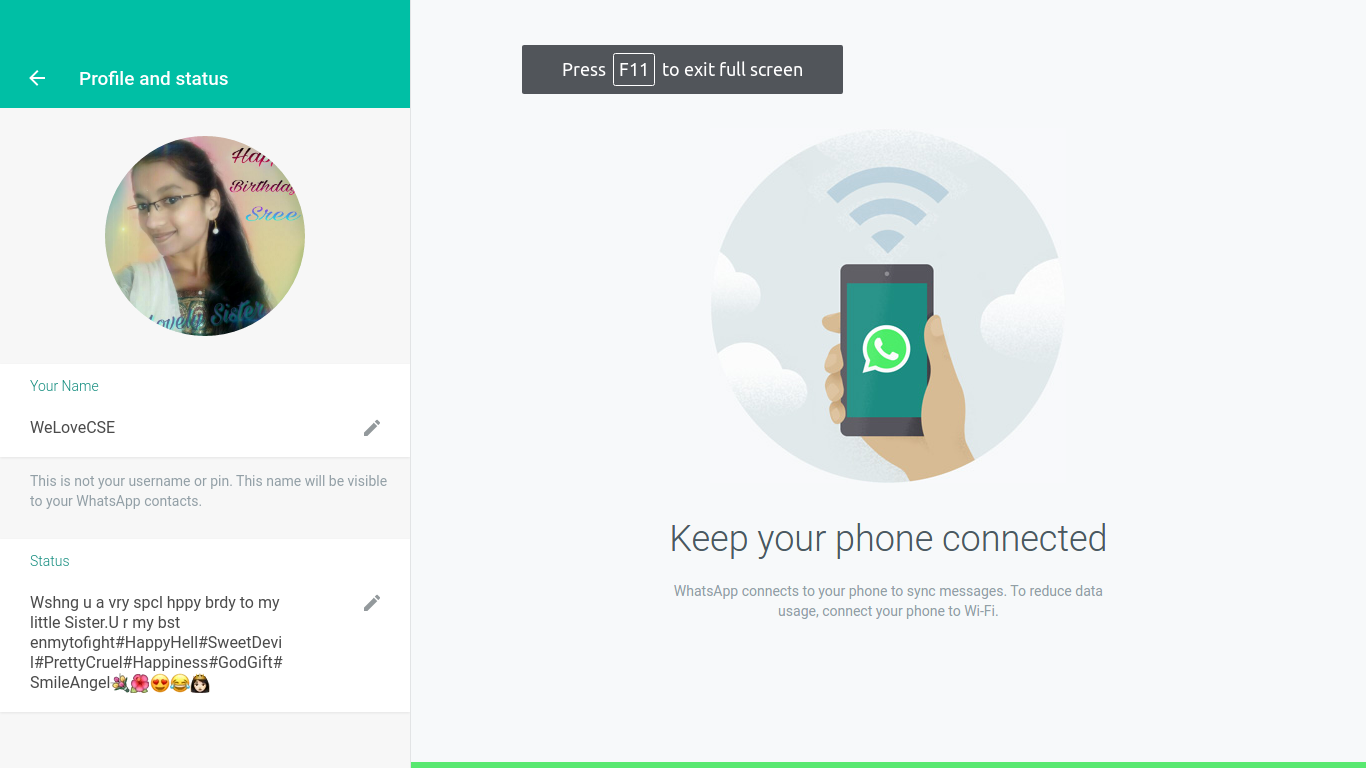 Profile and status
Happ
Birthday
Sree
Lovely Sister
Your Name
WeLoveCSE
This is not your username or pin. This name will be visible
to your WhatsApp contacts.
Status
Wshng u a vry spcl hppy brdy to my
little Sister.U r my bst
enmytofight#HappyHell#SweetDevi
l#PrettyCruel#Happiness#GodGift#
SmileAngel💐🌺😍😂👸
Press F11 to exit full screen
Keep your phone connected
WhatsApp connects to your phone to sync messages. To reduce data
usage, connect your phone to Wi-Fi.